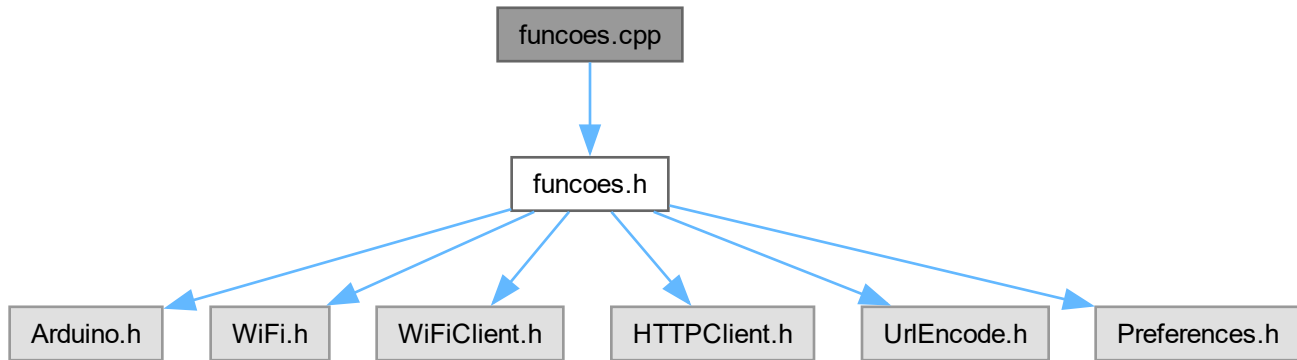 funcoes.cpp
funcoes.h
Arduino.h
WiFi.h
WiFiClient.h
HTTPClient.h
UrlEncode.h
Preferences.h